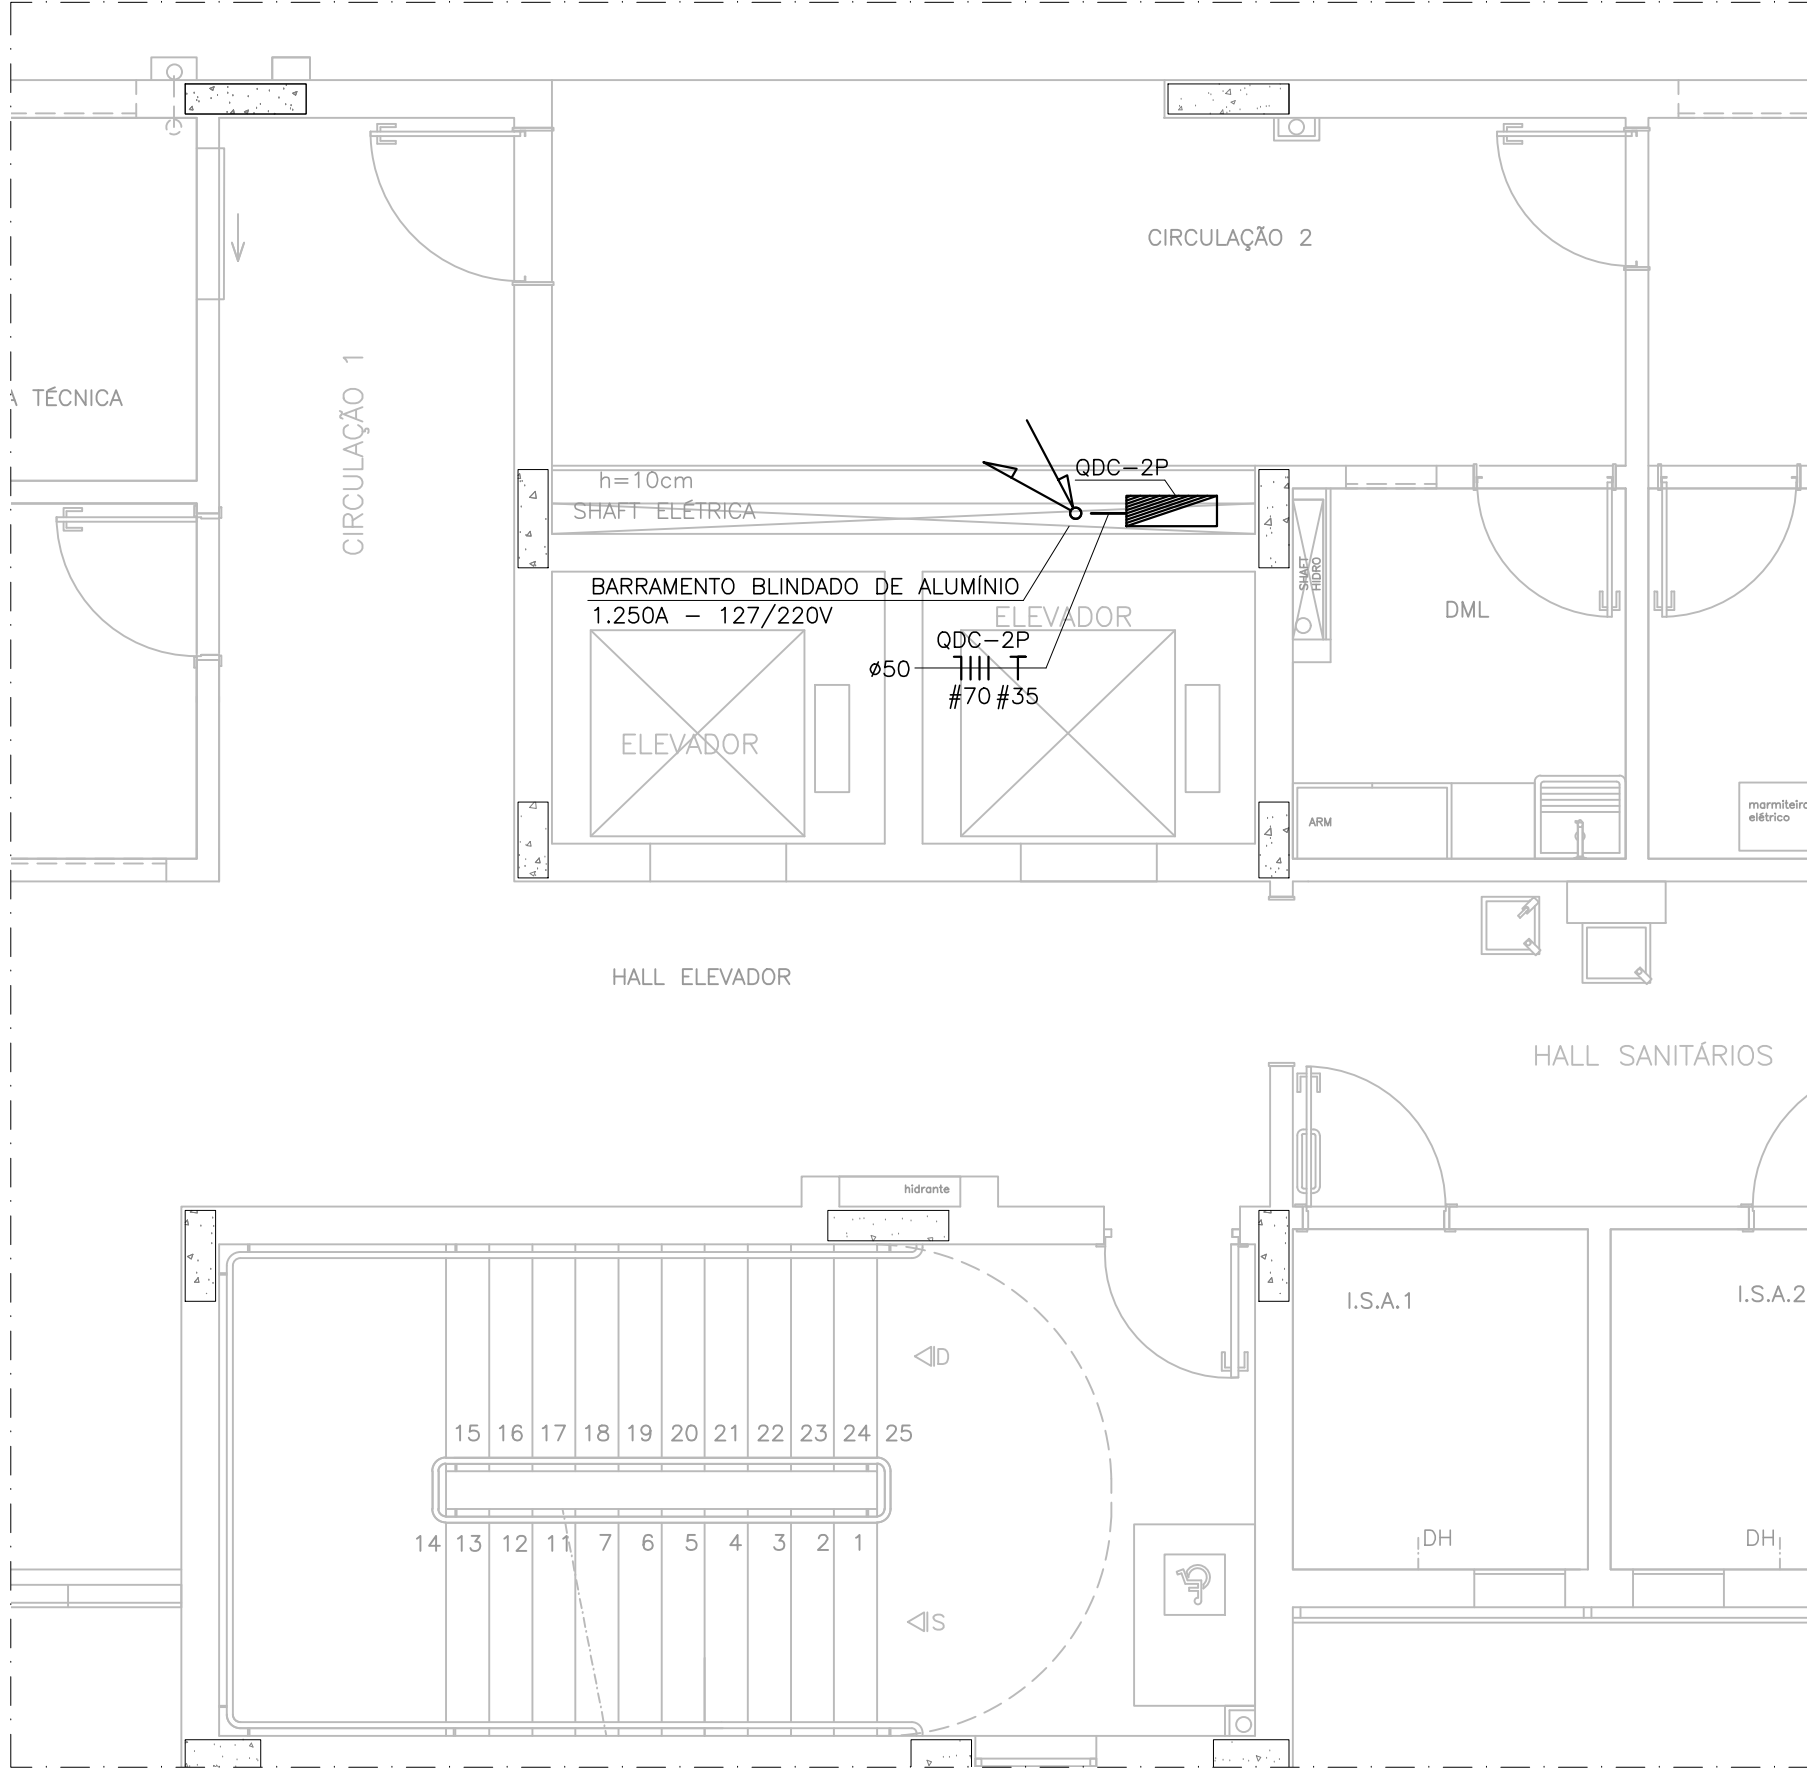 CIRCULAÇÃO 2
CIRCULAÇÃO 1
A TÉCNICA
QDC-2P
h=10cm
SHAFT ELÉTRICA
SHAFT
HIDRO
BARRAMENTO BLINDADO DE ALUMÍNIO
1.250A - 127/220V
ELEVADOR
DML
QDC-2P
ø50
#70 #35
ELEVADOR
ARM
marmiteiro
elétrico
HALL ELEVADOR
HALL SANITÁRIOS
hidrante
I.S.A.1
I.S.A.2
D
15 16 17 18 19 20 21 22 23 24 25
14 13 12 11 7 6 5 4 3 2 1
DH
DH
S